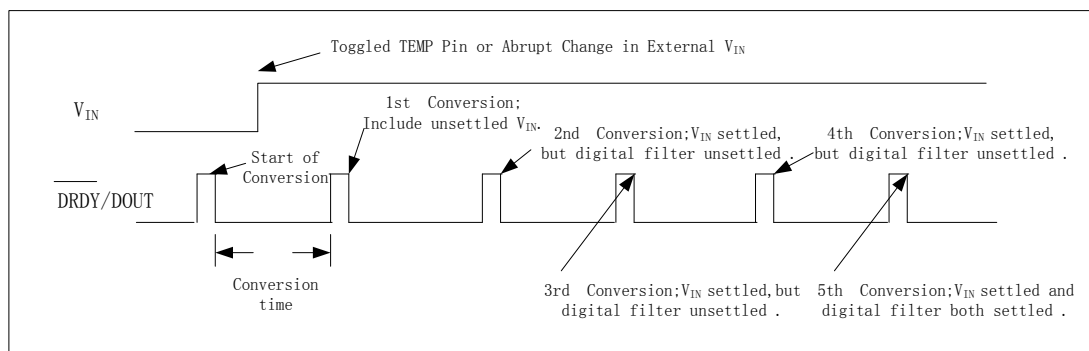 Toggled TEMP Pin or Abrupt Change in External VIN
VIN
1st Conversion;
Include unsettled VIN.
Start of
Conversion
2nd Conversion;VIN settled,
but digital filter unsettled .
4th Conversion;VIN settled,
but digital filter unsettled .
DRDY/DOUT
Conversion
time
3rd Conversion;VIN settled,but
digital filter unsettled .
5th Conversion;VIN settled and
digital filter both settled .